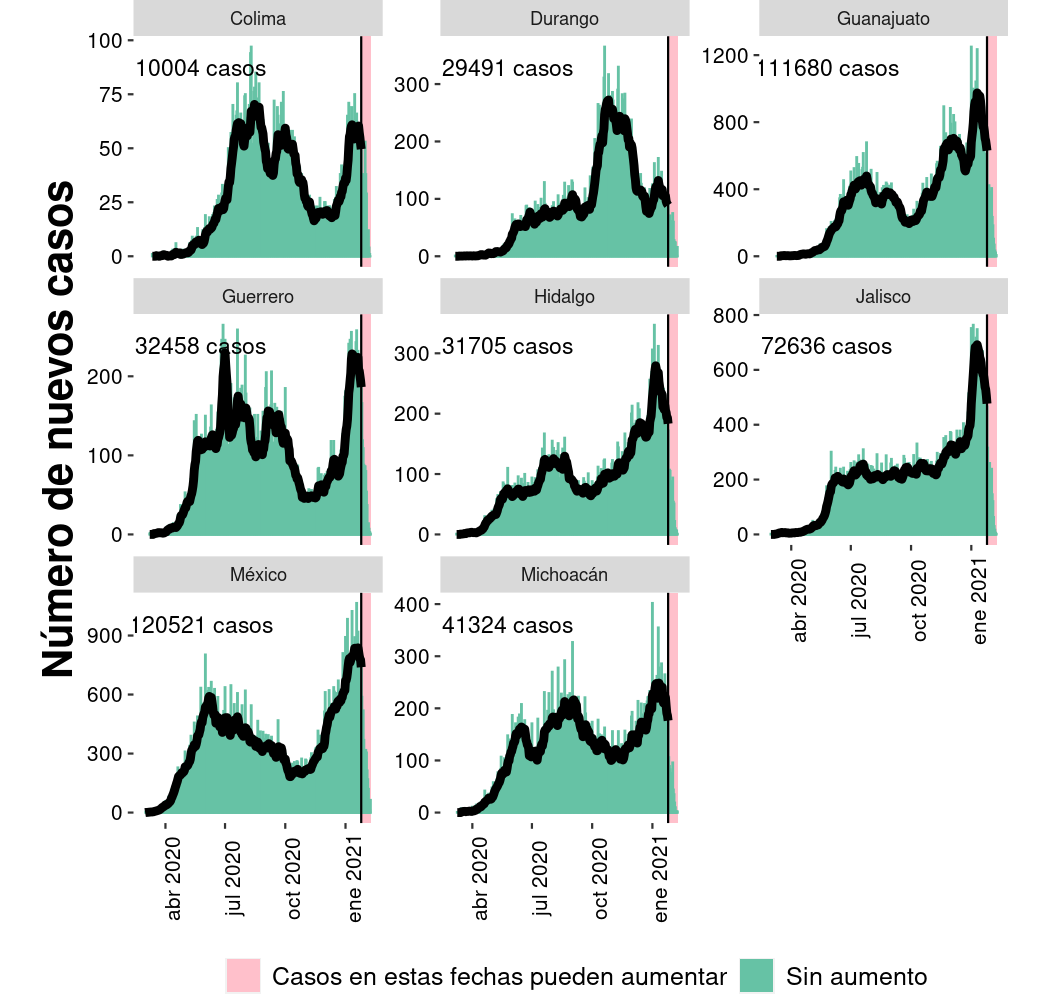 Colima
Durango
Guanajuato
10004 casos
29491 casos
111680 casos
100
75
50
25
0
300
200
100
0
1200
800
400
0
Guerrero
Hidalgo
Jalisco
32458 casos
31705 casos
72636 casos
200
100
0
300
200
100
0
800
600
400
200
0
abr 2020
jul 2020
oct 2020
ene 2021
México
Michoacán
120521 casos
41324 casos
900
600
300
0
400
300
200
100
0
abr 2020
jul 2020
oct 2020
ene 2021
abr 2020
jul 2020
oct 2020
ene 2021
Número de nuevos casos
Casos en estas fechas pueden aumentar
Sin aumento